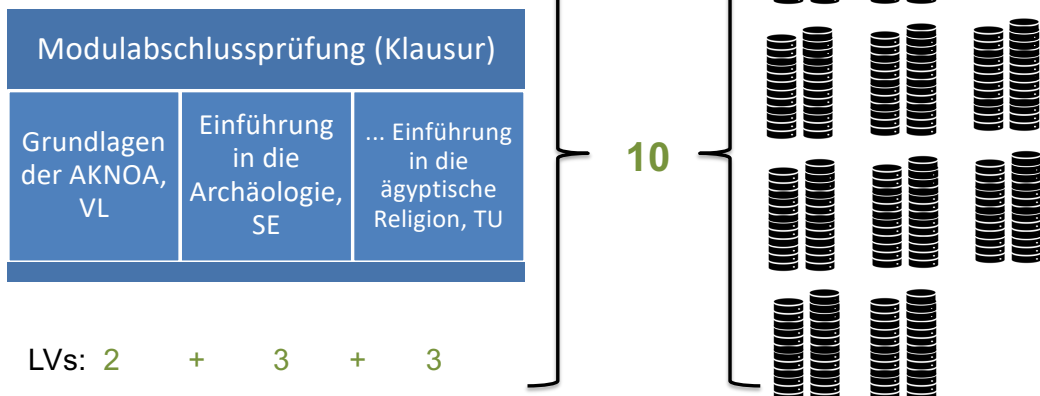 Modulabschlussprüfung (Klausur)
Grundlagen
der AKNOA,
VL
Einführung
in die
Archäologie,
SE
... Einführung
in die
ägyptische
Religion, TU
10
LVs: 2 + 3 + 3